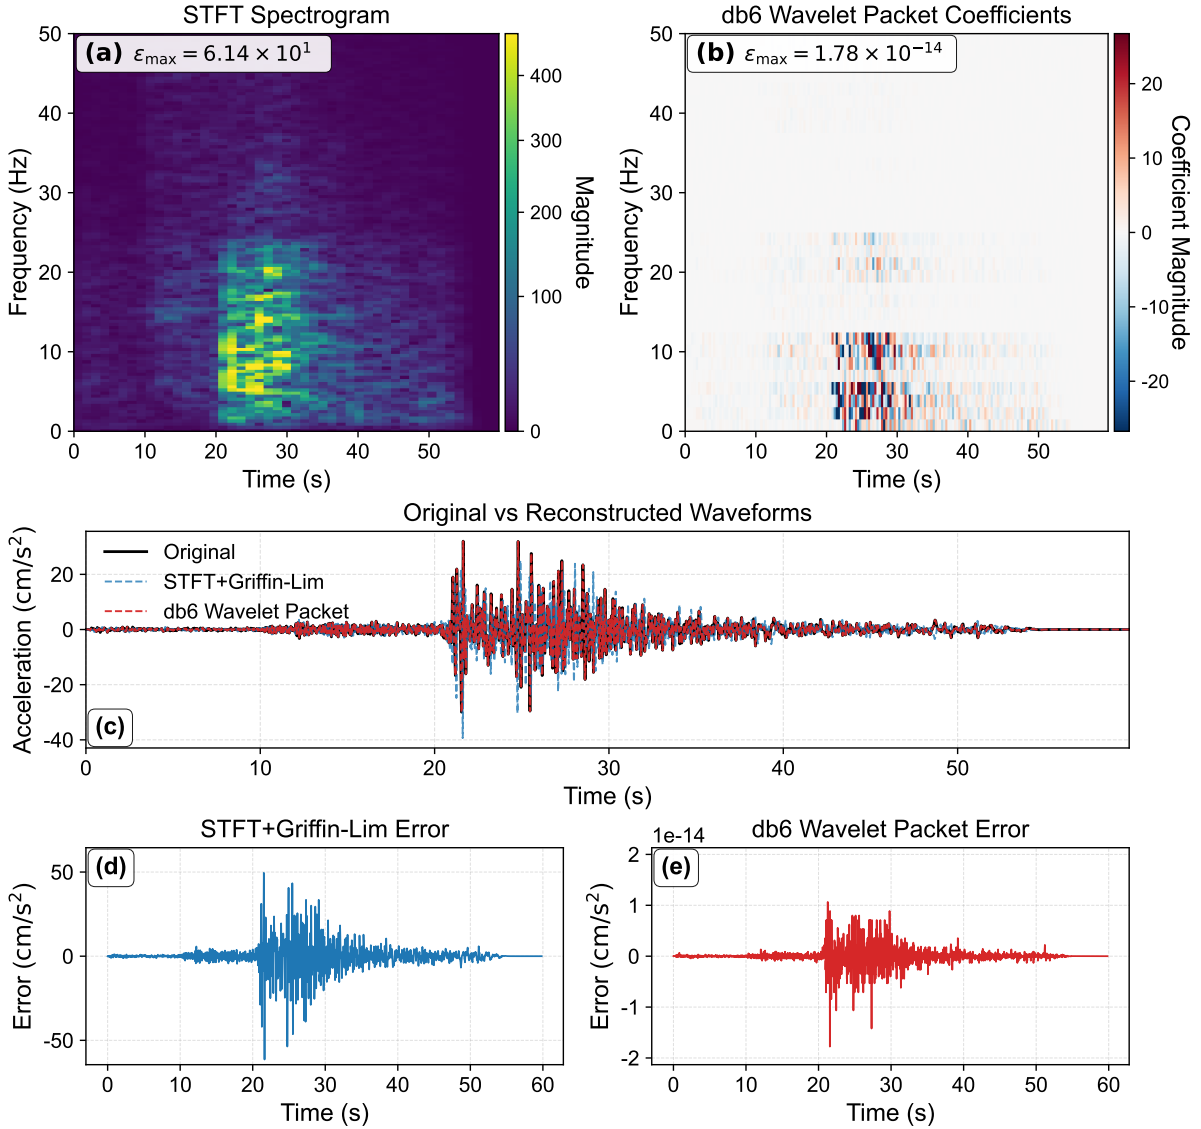 STFT Spectrogram
(a) ε_max = 6.14 × 10^1
50
40
30
20
10
0
Frequency (Hz)
0 10 20 30 40 50
Time (s)
400
300
200
100
0
Magnitude
db6 Wavelet Packet Coefficients
(b) ε_max = 1.78 × 10^−14
50
40
30
20
10
0
Frequency (Hz)
0 10 20 30 40 50
Time (s)
20
10
0
-10
-20
Coefficient Magnitude
Original vs Reconstructed Waveforms
Original
STFT+Griffin-Lim
db6 Wavelet Packet
(c)
20
0
-20
-40
Acceleration (cm/s²)
0 10 20 30 40 50
Time (s)
STFT+Griffin-Lim Error
(d)
50
0
-50
Error (cm/s²)
0 10 20 30 40 50 60
Time (s)
1e-14
db6 Wavelet Packet Error
(e)
2
1
0
-1
-2
Error (cm/s²)
0 10 20 30 40 50 60
Time (s)